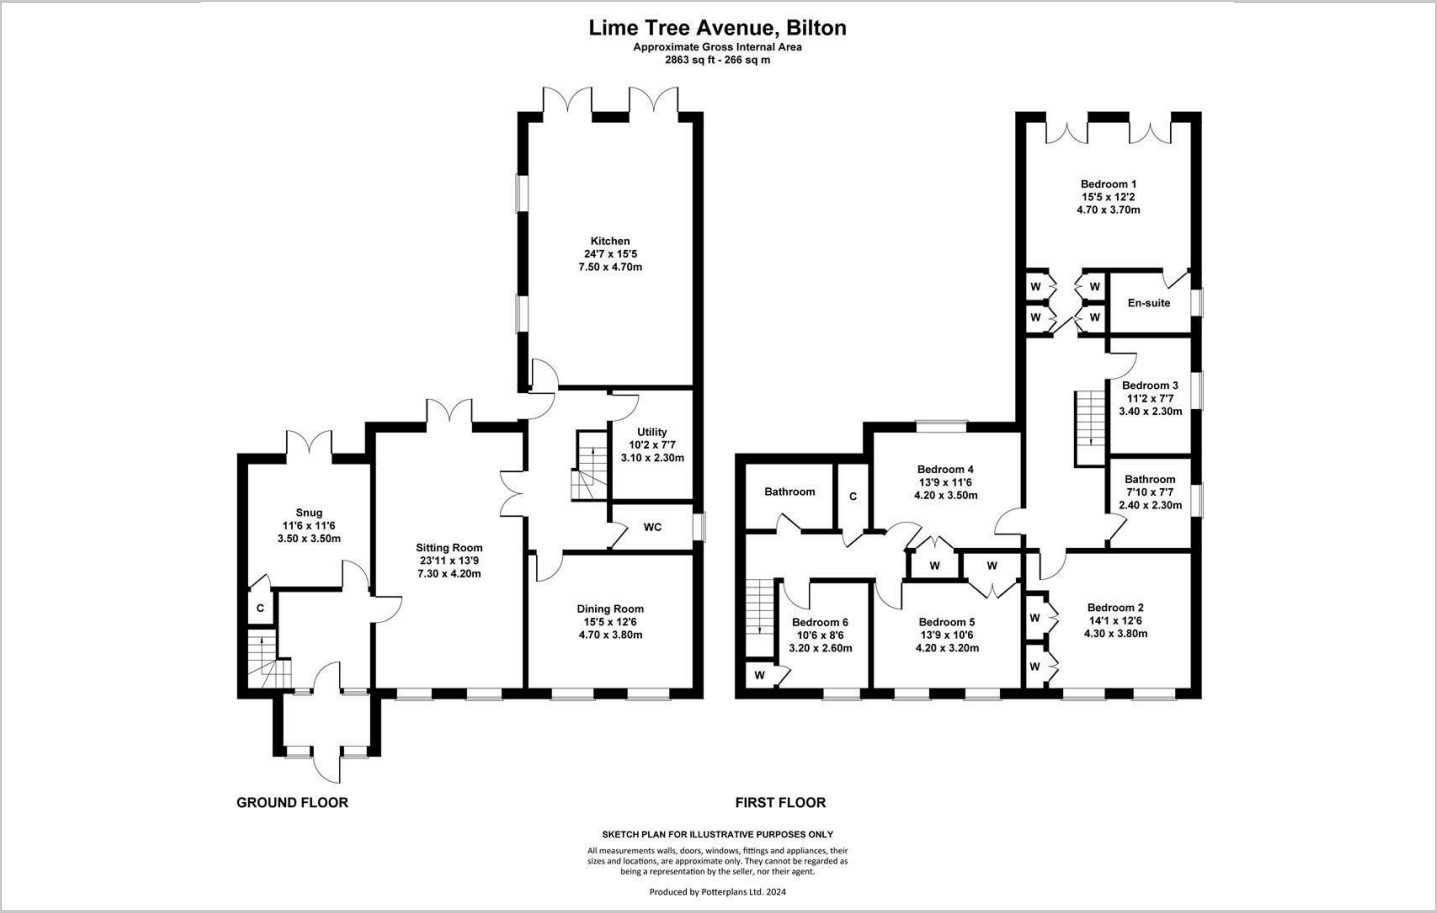 Lime Tree Avenue, Bilton
Approximate Gross Internal Area
2863 sq ft - 266 sq m
Kitchen
24'7 x 15'5
7.50 x 4.70m
Utility
10'2 x 7'7
3.10 x 2.30m
Snug
11'6 x 11'6
3.50 x 3.50m
Sitting Room
23'11 x 13'9
7.30 x 4.20m
WC
C
Dining Room
15'5 x 12'6
4.70 x 3.80m
GROUND FLOOR
Bedroom 1
15'5 x 12'2
4.70 x 3.70m
W
W
W
W
En-suite
Bedroom 3
11'2 x 7'7
3.40 x 2.30m
Bedroom 4
13'9 x 11'6
4.20 x 3.50m
Bathroom
C
Bathroom
7'10 x 7'7
2.40 x 2.30m
W
W
Bedroom 6
10'6 x 8'6
3.20 x 2.60m
Bedroom 5
13'9 x 10'6
4.20 x 3.20m
Bedroom 2
14'1 x 12'6
4.30 x 3.80m
W
W
W
FIRST FLOOR
SKETCH PLAN FOR ILLUSTRATIVE PURPOSES ONLY
All measurements walls, doors, windows, fittings and appliances, their
sizes and locations, are approximate only. They cannot be regarded as
being a representation by the seller, nor their agent.
Produced by Potterplans Ltd. 2024